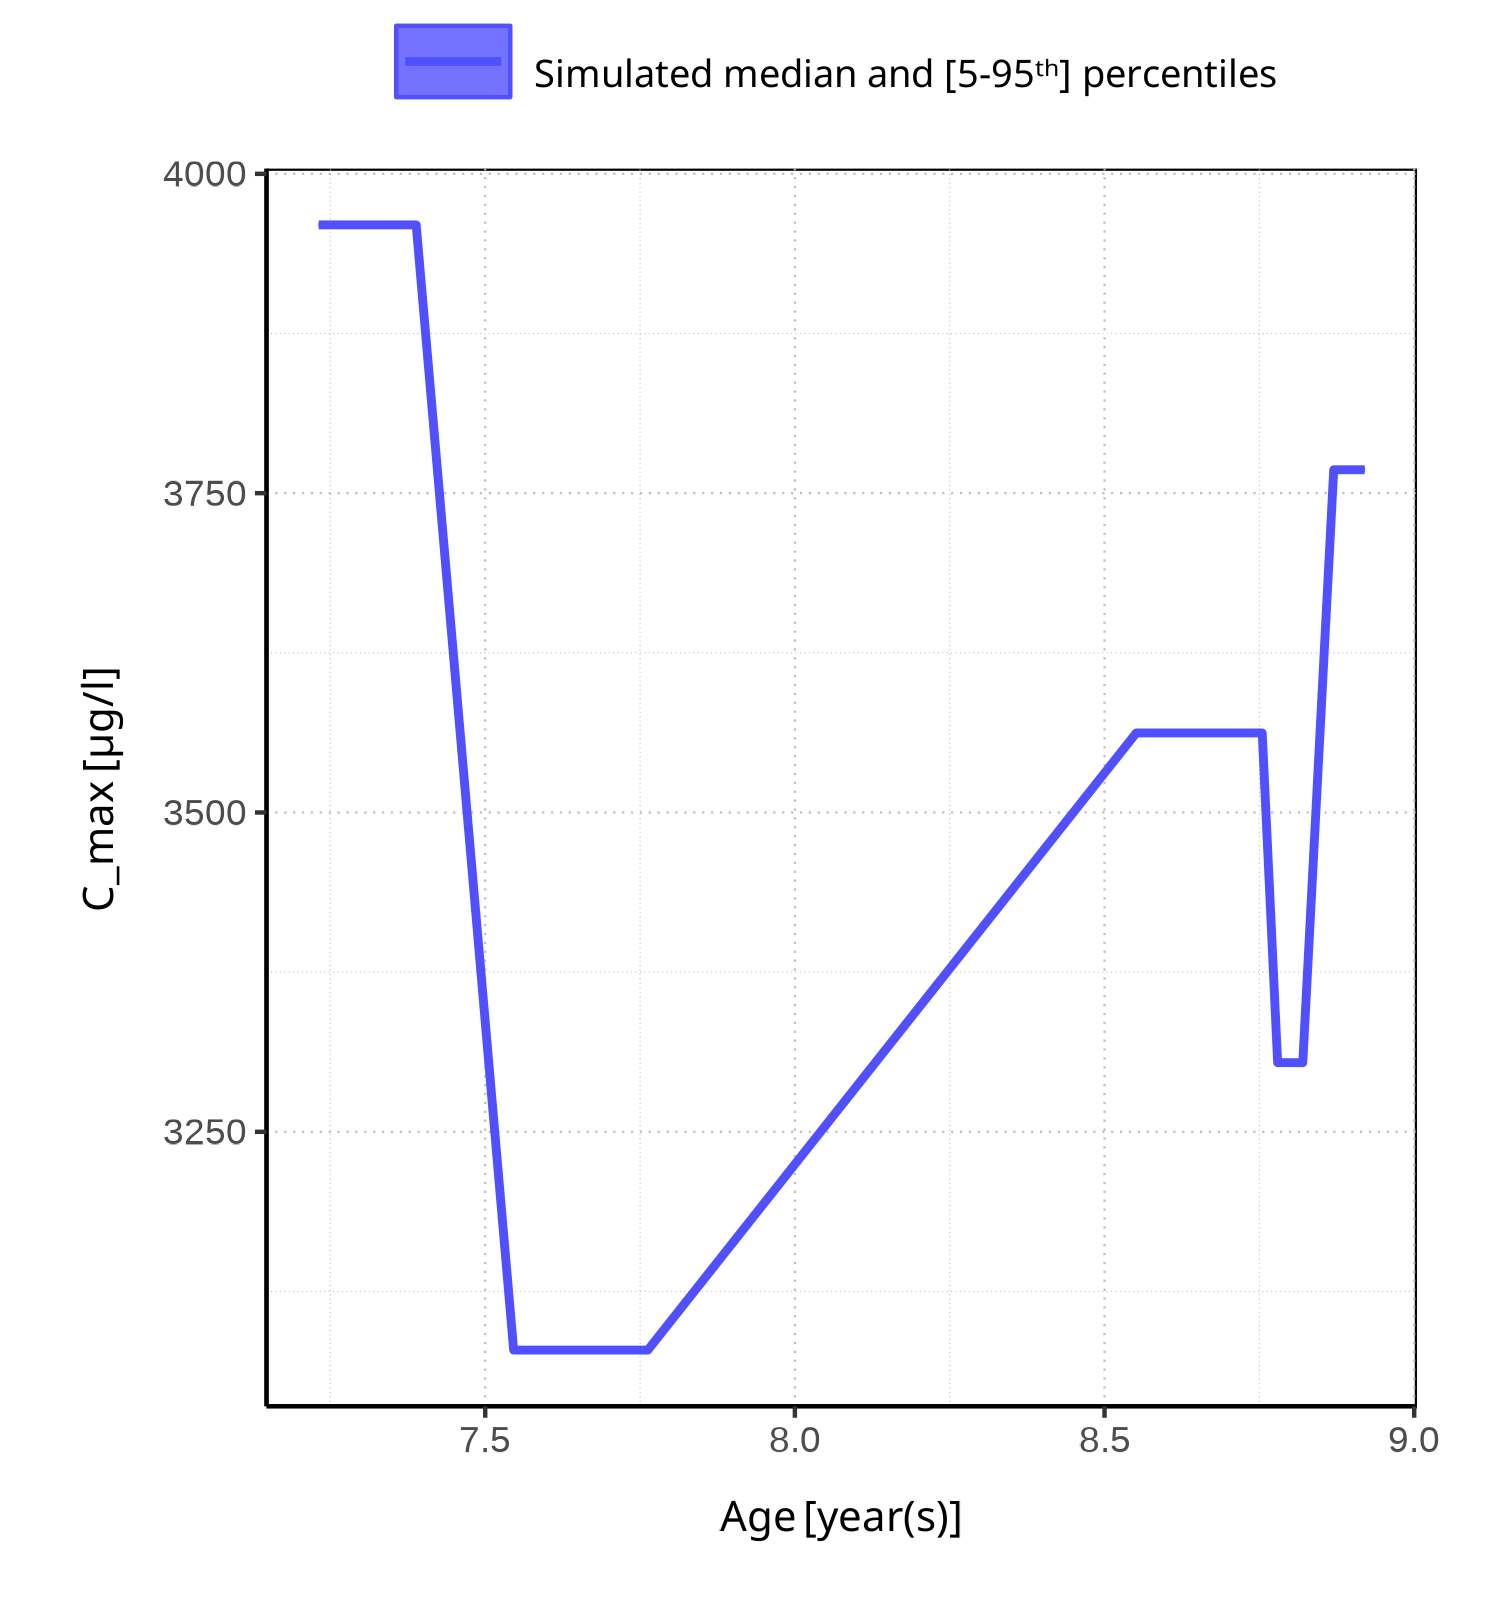 Simulated median and [5-95ᵗʰ] percentiles
4000
3750
3500
3250
C_max [µg/l]
7.5 8.0 8.5 9.0
Age [year(s)]